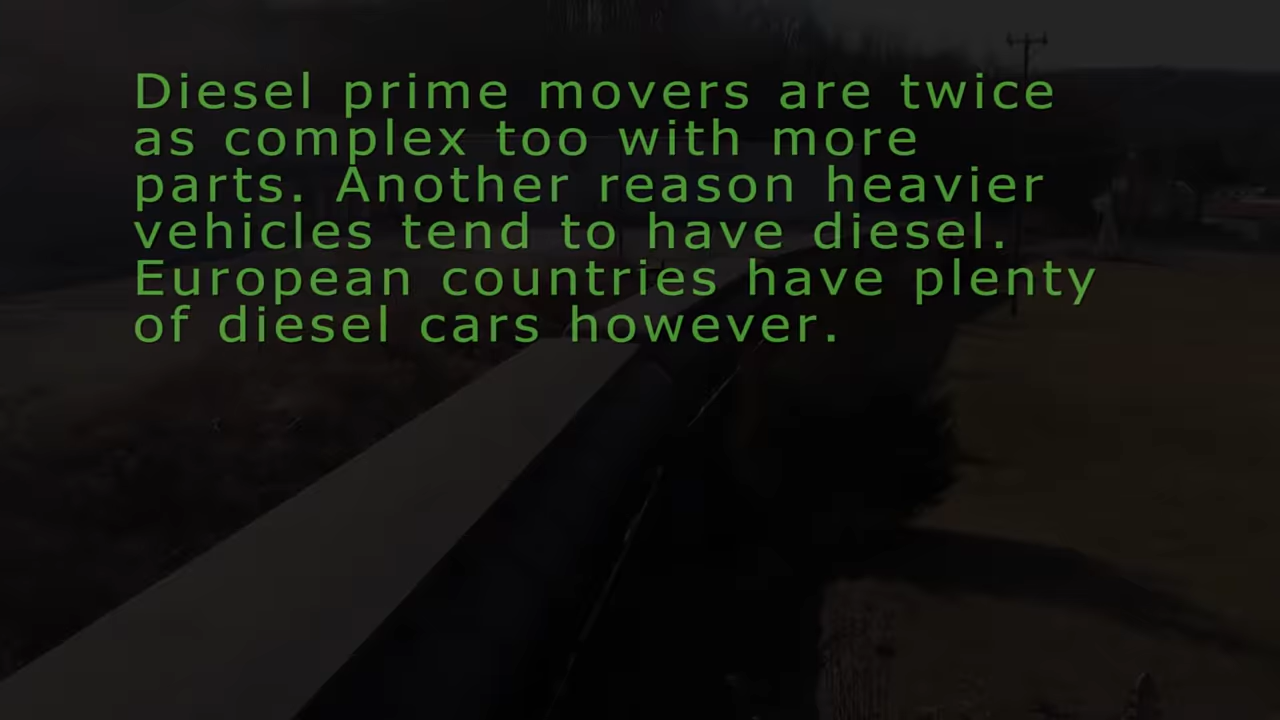 Diesel prime movers are twice
as complex too with more
parts. Another reason heavier
vehicles tend to have diesel.
European countries have plenty
of diesel cars however.